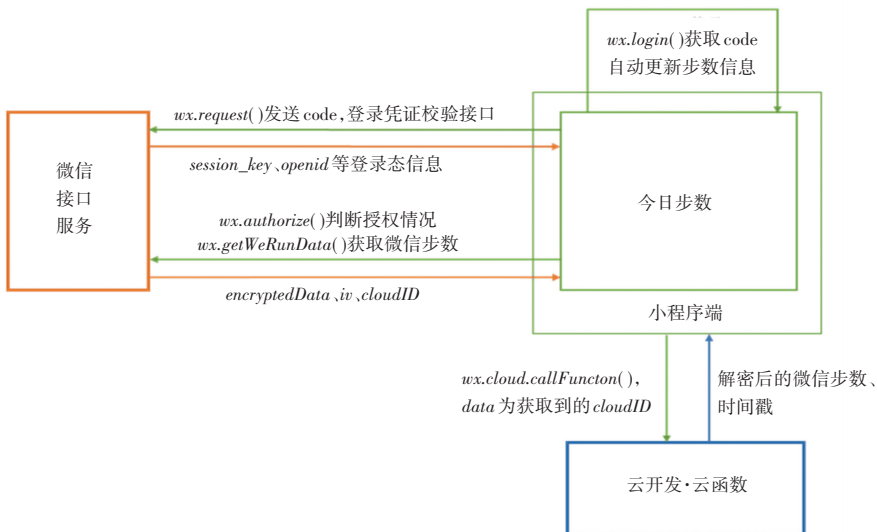 wx.login()获取code
自动更新步数信息
wx.request()发送code,登录凭证校验接口
session_key、openid等登录态信息
微信
接口
服务
wx.authorize()判断授权情况
wx.getWeRunData()获取微信步数
encryptedData、iv、cloudID
今日步数
小程序端
wx.cloud.callFuncton(),
data为获取到的cloudID
解密后的微信步数、
时间戳
云开发·云函数